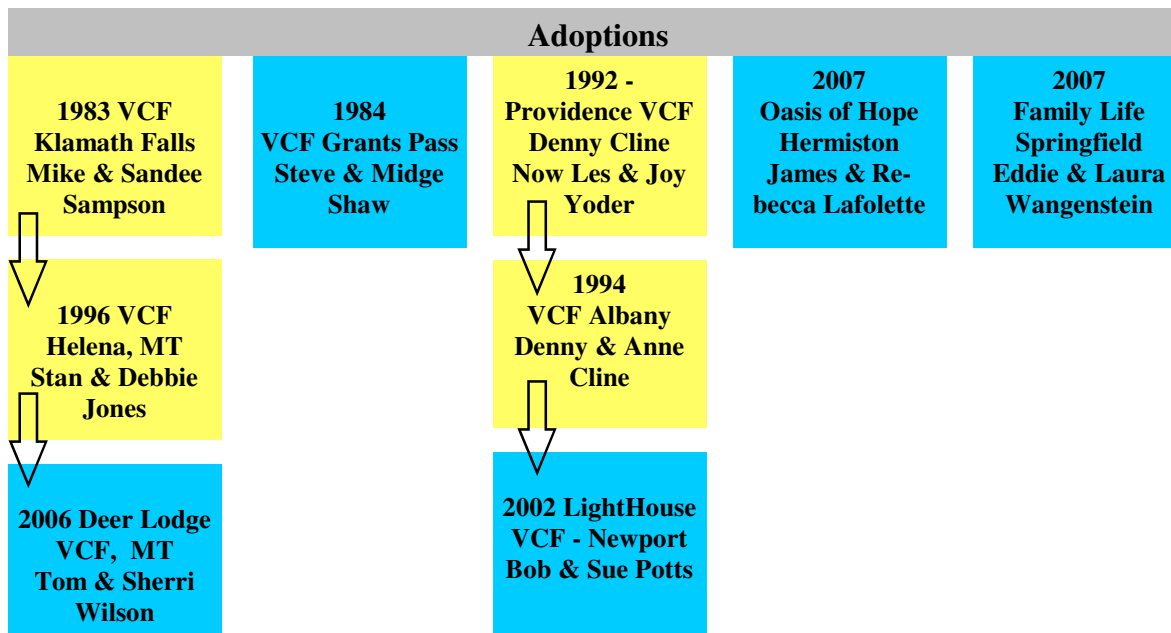 Adoptions
1983 VCF
Klamath Falls
Mike & Sandee
Sampson
1984
VCF Grants Pass
Steve & Midge
Shaw
1992 -
Providence VCF
Denny Cline
Now Les & Joy
Yoder
2007
Oasis of Hope
Hermiston
James & Re-
becca Lafolette
2007
Family Life
Springfield
Eddie & Laura
Wangenstein
1996 VCF
Helena, MT
Stan & Debbie
Jones
1994
VCF Albany
Denny & Anne
Cline
2006 Deer Lodge
VCF, MT
Tom & Sherri
Wilson
2002 LightHouse
VCF - Newport
Bob & Sue Potts